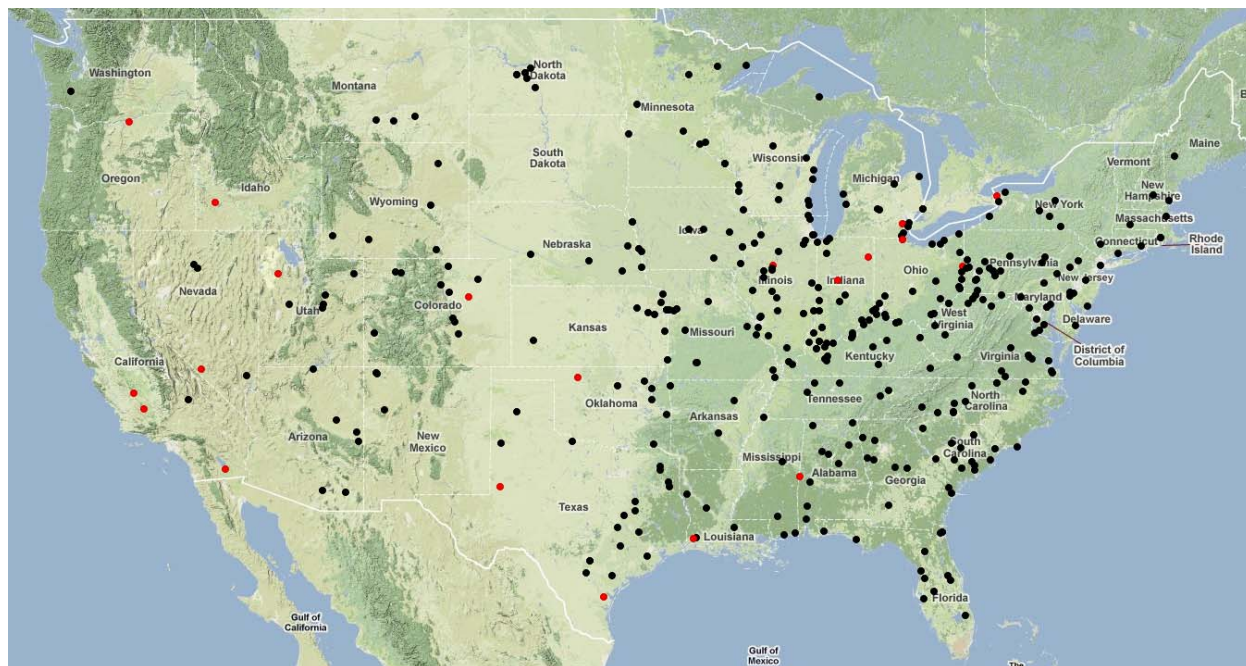 Washington
Montana
North
Dakota
Minnesota
Maine
Vermont
Oregon
Idaho
South
Dakota
Wisconsin
Michigan
New
Hampshire
Wyoming
New York
Massachusetts
Iowa
Connecticut
Rhode
Island
Nebraska
Illinois
Indiana
Ohio
Pennsylvania
New Jersey
Nevada
Utah
Colorado
Maryland
Delaware
Kansas
Missouri
West
Virginia
District of
Columbia
California
Kentucky
Virginia
Oklahoma
Tennessee
North
Carolina
Arkansas
Arizona
New
Mexico
South
Carolina
Mississippi
Alabama
Georgia
Texas
Louisiana
Florida
Gulf of
California
Gulf of
Mexico
The